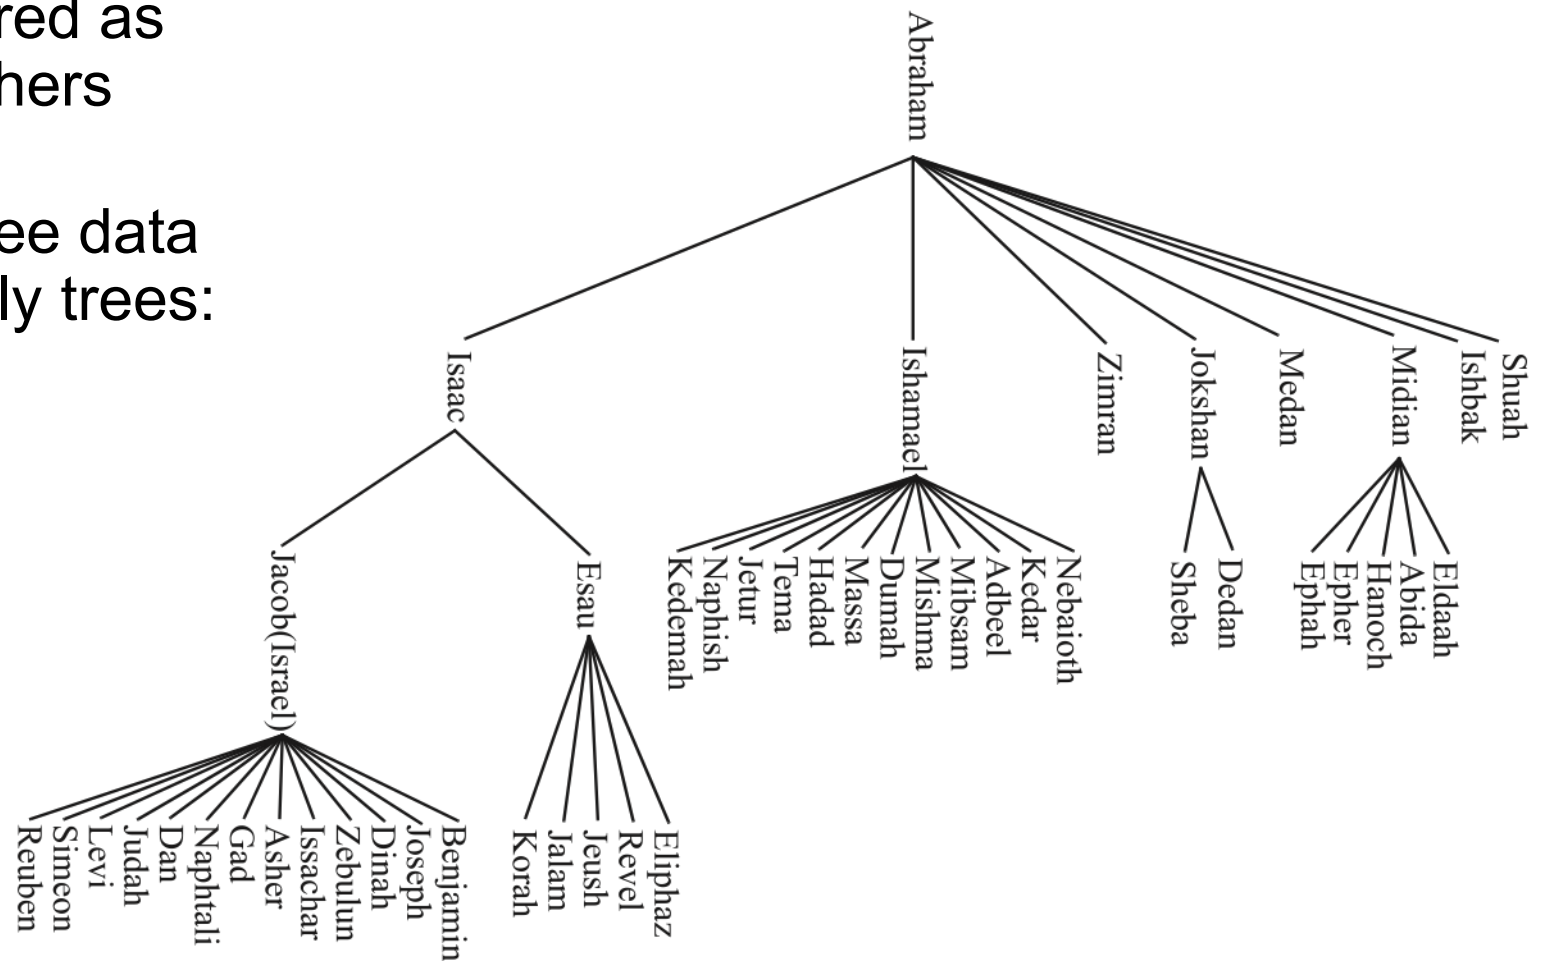 red as
hers
ee data
ly trees:
Abraham
Isaac
Ishamael
Zimran
Jokshan
Medan
Midian
Ishbak
Shuah
Jacob(Israel)
Esau
Kedemah
Naphish
Jetur
Tema
Hadad
Massa
Dumah
Mishma
Mibsam
Adbeel
Kedar
Nebaioth
Sheba
Dedan
Ephah
Epher
Hanoch
Abida
Eldaah
Reuben
Simeon
Levi
Judah
Dan
Naphtali
Gad
Asher
Issachar
Zebulun
Dinah
Joseph
Benjamin
Korah
Jalam
Jeush
Revel
Eliphaz